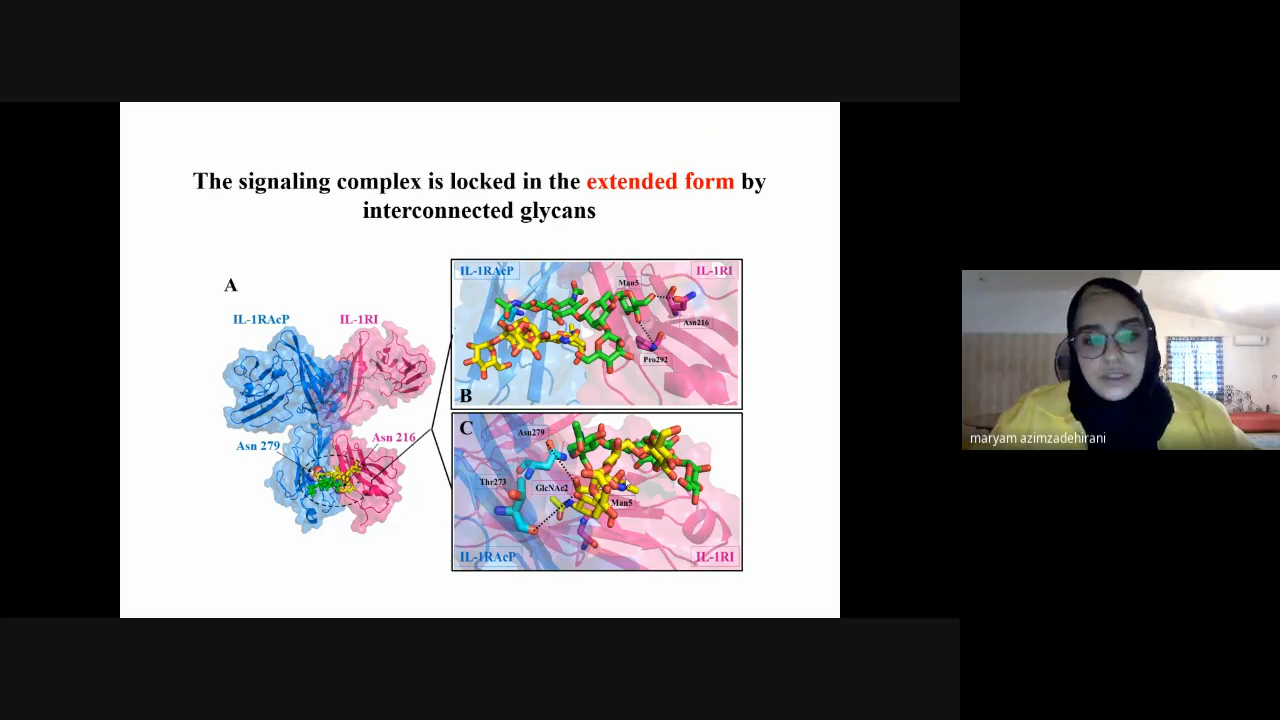 The signaling complex is locked in the extended form by
interconnected glycans
A
IL-1RAcP
IL-1RI
Asn 279
Asn 216
IL-1RAcP
IL-1RI
Man5
Asn216
Pro292
B
C
Asn279
Thr273
GlcNAc2
Man5
IL-1RAcP
IL-1RI
maryam azimzadehirani